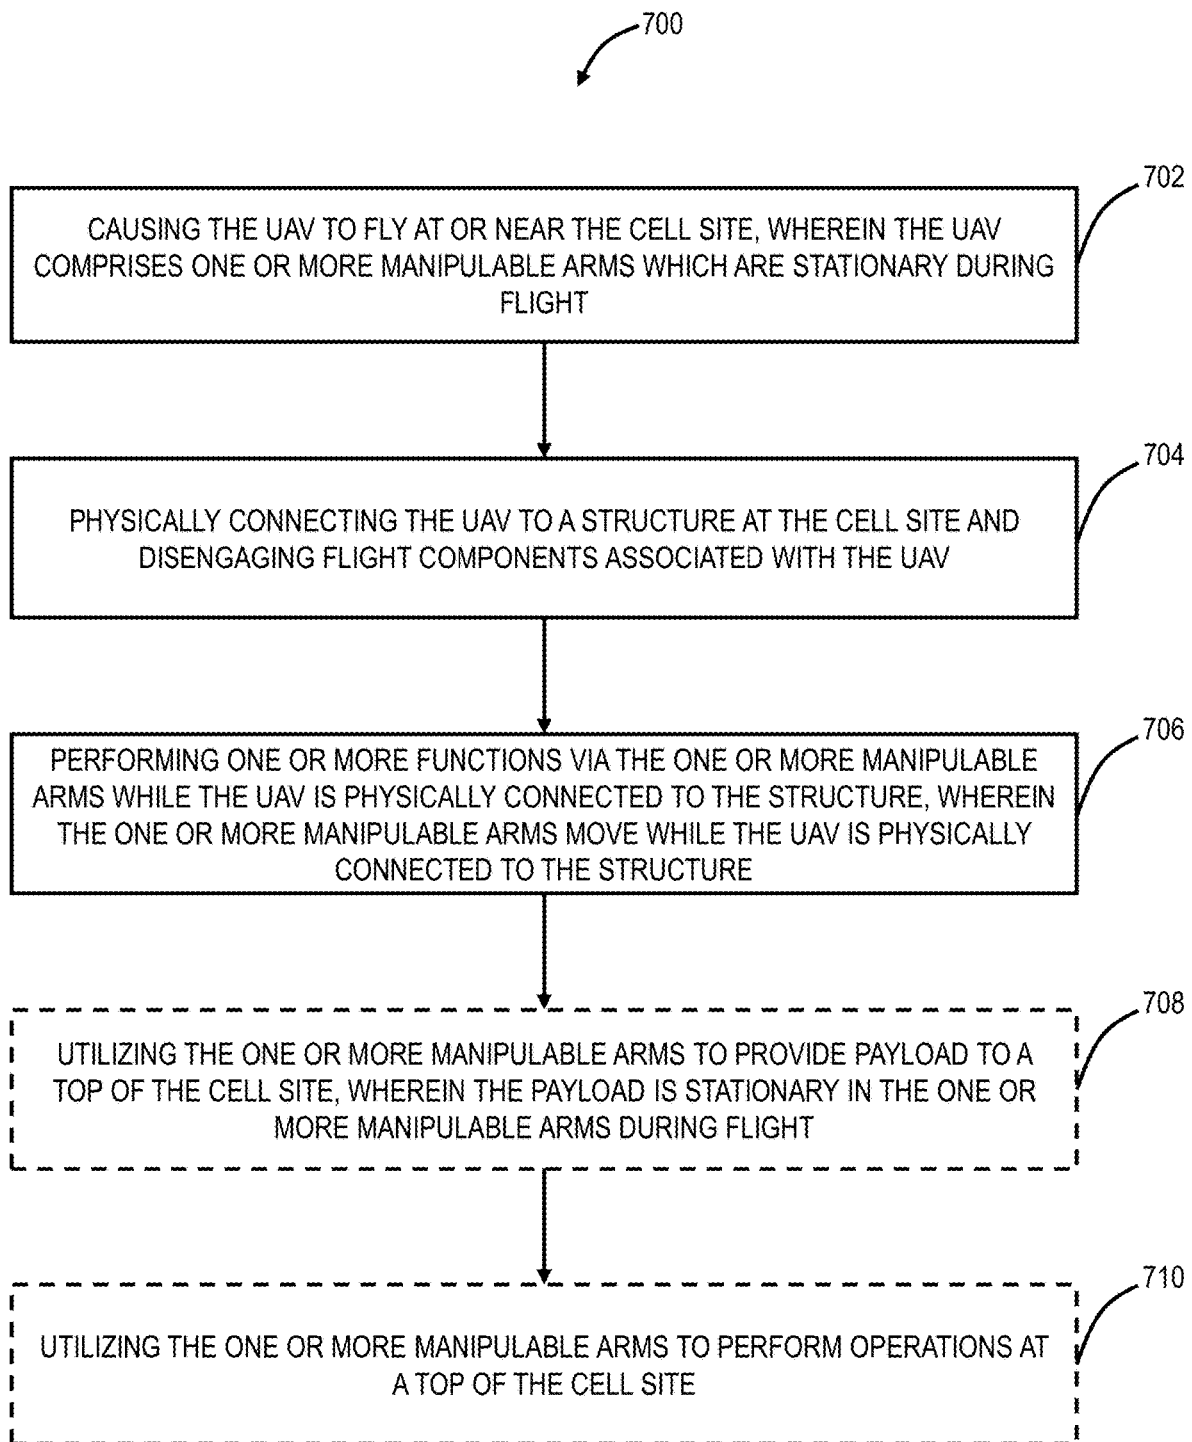 700
702
CAUSING THE UAV TO FLY AT OR NEAR THE CELL SITE, WHEREIN THE UAV
COMPRISES ONE OR MORE MANIPULABLE ARMS WHICH ARE STATIONARY DURING
FLIGHT
704
PHYSICALLY CONNECTING THE UAV TO A STRUCTURE AT THE CELL SITE AND
DISENGAGING FLIGHT COMPONENTS ASSOCIATED WITH THE UAV
706
PERFORMING ONE OR MORE FUNCTIONS VIA THE ONE OR MORE MANIPULABLE
ARMS WHILE THE UAV IS PHYSICALLY CONNECTED TO THE STRUCTURE, WHEREIN
THE ONE OR MORE MANIPULABLE ARMS MOVE WHILE THE UAV IS PHYSICALLY
CONNECTED TO THE STRUCTURE
708
UTILIZING THE ONE OR MORE MANIPULABLE ARMS TO PROVIDE PAYLOAD TO A
TOP OF THE CELL SITE, WHEREIN THE PAYLOAD IS STATIONARY IN THE ONE OR
MORE MANIPULABLE ARMS DURING FLIGHT
710
UTILIZING THE ONE OR MORE MANIPULABLE ARMS TO PERFORM OPERATIONS AT
A TOP OF THE CELL SITE